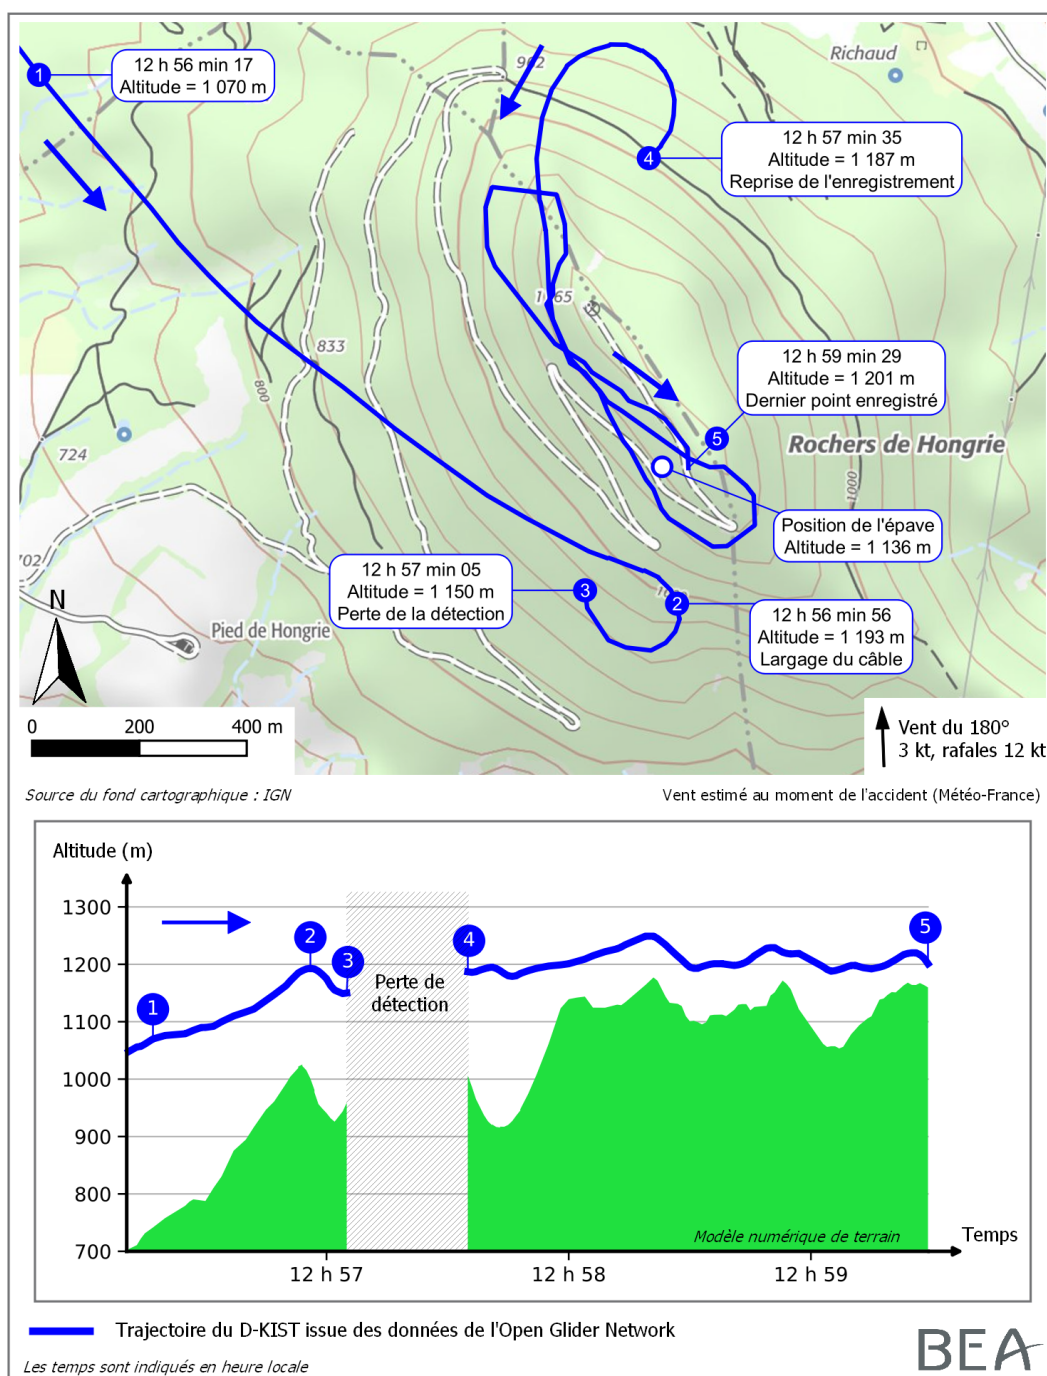 1
12 h 56 min 17
Altitude = 1 070 m
902
Richaud
4
12 h 57 min 35
Altitude = 1 187 m
Reprise de l'enregistrement
833
800
12 h 59 min 29
Altitude = 1 201 m
Dernier point enregistré
5
Rochers de Hongrie
724
1000
Position de l'épave
Altitude = 1 136 m
702
12 h 57 min 05
Altitude = 1 150 m
Perte de la détection
3
2
12 h 56 min 56
Altitude = 1 193 m
Largage du câble
N
Pied de Hongrie
0 200 400 m
Vent du 180°
3 kt, rafales 12 kt
Source du fond cartographique : IGN
Vent estimé au moment de l'accident (Météo-France)
Altitude (m)
1300
1200
1100
1000
900
800
700
1
2
3
4
5
Perte de
détection
Modèle numérique de terrain
Temps
12 h 57
12 h 58
12 h 59
Trajectoire du D-KIST issue des données de l'Open Glider Network
Les temps sont indiqués en heure locale
BEA